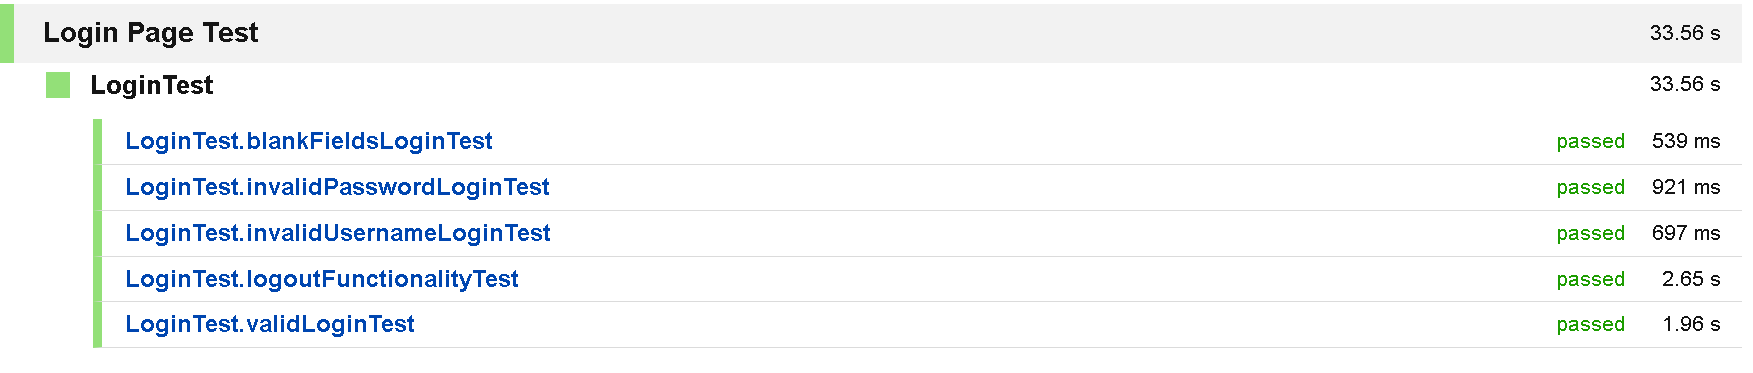 Login Page Test 33.56 s
LoginTest 33.56 s
LoginTest.blankFieldsLoginTest passed 539 ms
LoginTest.invalidPasswordLoginTest passed 921 ms
LoginTest.invalidUsernameLoginTest passed 697 ms
LoginTest.logoutFunctionalityTest passed 2.65 s
LoginTest.validLoginTest passed 1.96 s